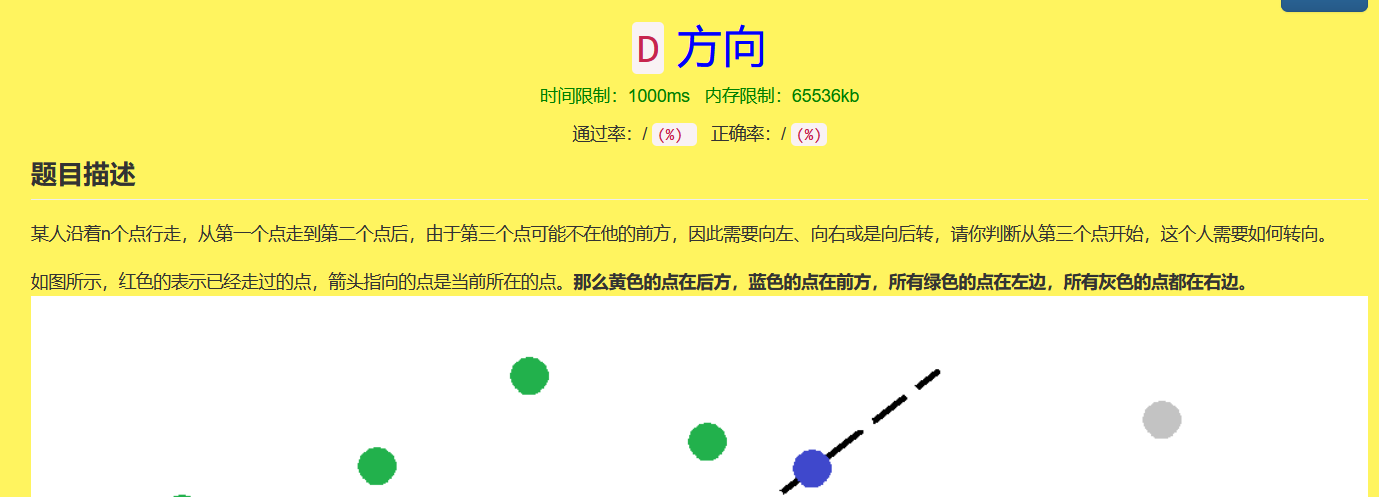 D 方向
时间限制：1000ms 内存限制：65536kb
通过率：/ (%) 正确率：/ (%)
题目描述
某人沿着n个点行走，从第一个点走到第二个点后，由于第三个点可能不在他的前方，因此需要向左、向右或是向后转，请你判断从第三个点开始，这个人需要如何转向。
如图所示，红色的表示已经走过的点，箭头指向的点是当前所在的点。那么黄色的点在后方，蓝色的点在前方，所有绿色的点在左边，所有灰色的点都在右边。